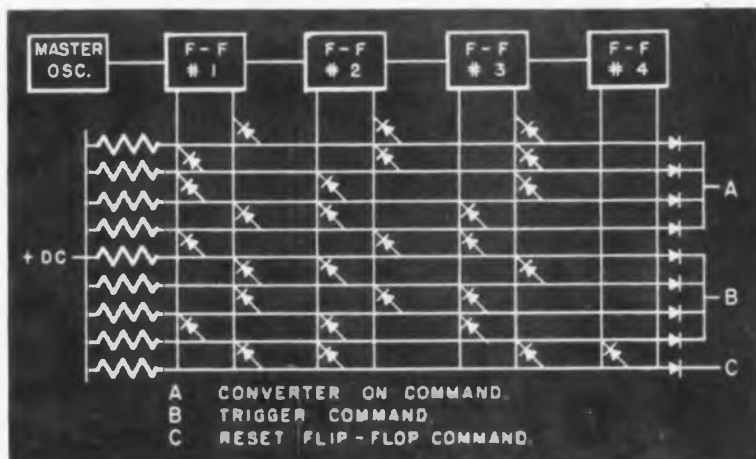 MASTER
OSC.
F-F
# 1
F-F
# 2
F-F
# 3
F-F
# 4
+ DC
A
B
C
A CONVERTER ON COMMAND.
B TRIGGER COMMAND
C RESET FLIP-FLOP COMMAND.